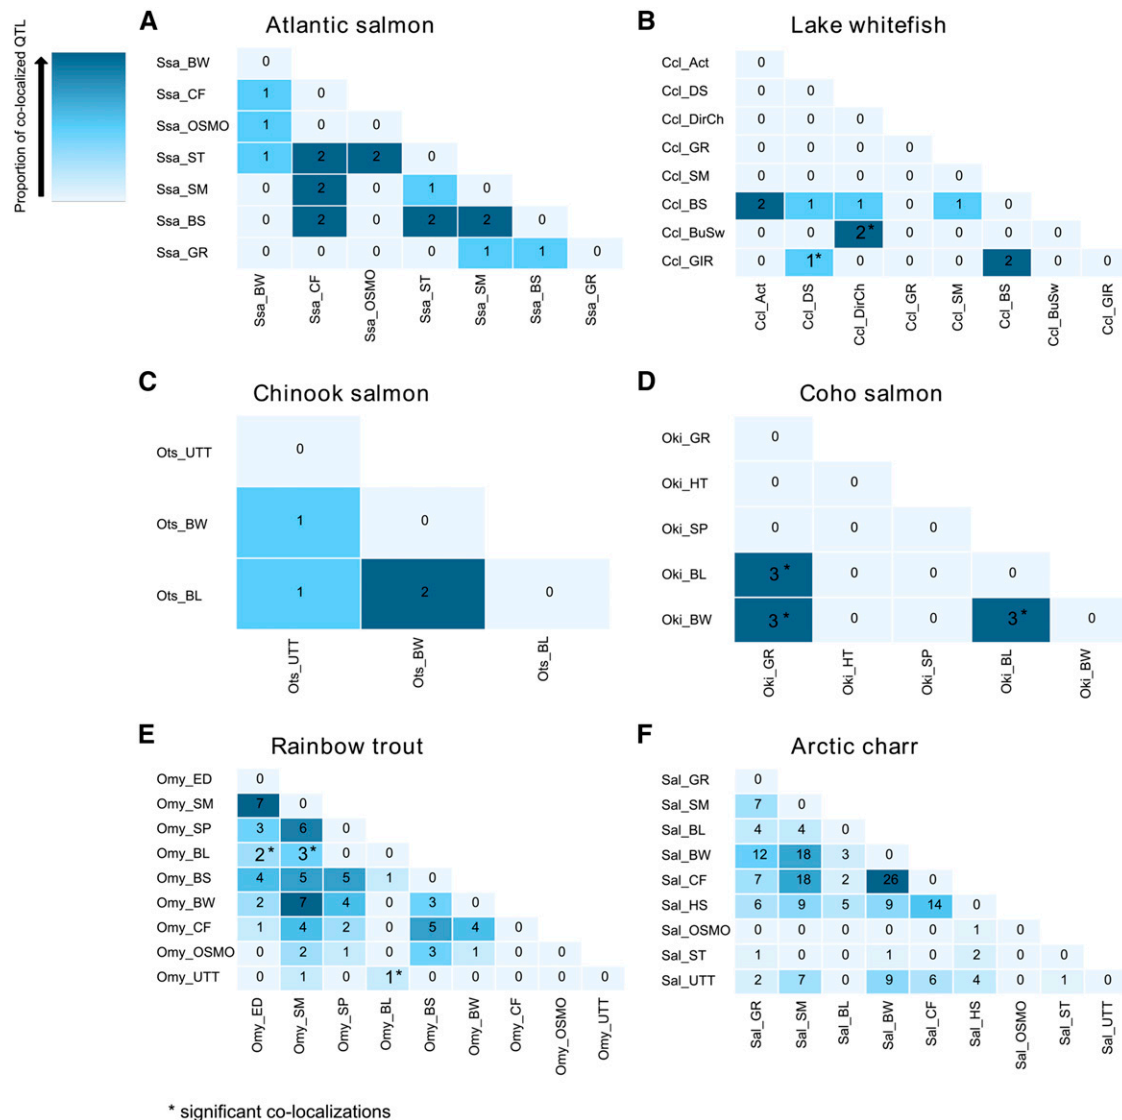 Proportion of co-localized QTL
A Atlantic salmon
Ssa_BW 0
Ssa_CF 1 0
Ssa_OSMO 1 0 0
Ssa_ST 1 2 2 0
Ssa_SM 0 2 0 1 0
Ssa_BS 0 2 0 2 2 0
Ssa_GR 0 0 0 0 1 1 0
Ssa_BW Ssa_CF Ssa_OSMO Ssa_ST Ssa_SM Ssa_BS Ssa_GR
B Lake whitefish
Ccl_Act 0
Ccl_DS 0 0
Ccl_DirCh 0 0 0
Ccl_GR 0 0 0 0
Ccl_SM 0 0 0 0 0
Ccl_BS 2 1 1 0 1 0
Ccl_BuSw 0 0 2* 0 0 0 0
Ccl_GIR 0 1* 0 0 0 2 0 0
Ccl_Act Ccl_DS Ccl_DirCh Ccl_GR Ccl_SM Ccl_BS Ccl_BuSw Ccl_GIR
C Chinook salmon
Ots_UTT 0
Ots_BW 1 0
Ots_BL 1 2 0
Ots_UTT Ots_BW Ots_BL
D Coho salmon
Oki_GR 0
Oki_HT 0 0
Oki_SP 0 0 0
Oki_BL 3* 0 0 0
Oki_BW 3* 0 0 3* 0
Oki_GR Oki_HT Oki_SP Oki_BL Oki_BW
E Rainbow trout
Omy_ED 0
Omy_SM 7 0
Omy_SP 3 6 0
Omy_BL 2* 3* 0 0
Omy_BS 4 5 5 1 0
Omy_BW 2 7 4 0 3 0
Omy_CF 1 4 2 0 5 4 0
Omy_OSMO 0 2 1 0 3 1 0 0
Omy_UTT 0 1 0 1* 0 0 0 0 0
Omy_ED Omy_SM Omy_SP Omy_BL Omy_BS Omy_BW Omy_CF Omy_OSMO Omy_UTT
F Arctic charr
Sal_GR 0
Sal_SM 7 0
Sal_BL 4 4 0
Sal_BW 12 18 3 0
Sal_CF 7 18 2 26 0
Sal_HS 6 9 5 9 14 0
Sal_OSMO 0 0 0 0 0 1 0
Sal_ST 1 0 0 1 0 2 0 0
Sal_UTT 2 7 0 9 6 4 0 1 0
Sal_GR Sal_SM Sal_BL Sal_BW Sal_CF Sal_HS Sal_OSMO Sal_ST Sal_UTT
* significant co-localizations